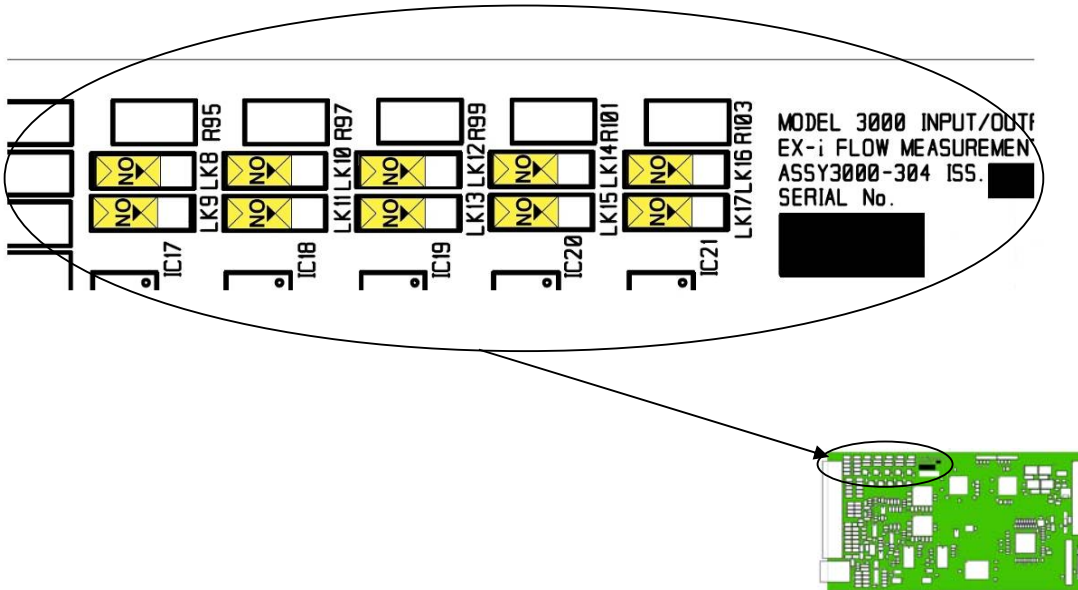 R95
R97
R99
R101
R103
LK8
LK10
LK12
LK14
LK16
ON
ON
ON
ON
ON
LK9
LK11
LK13
LK15
LK17
ON
ON
ON
ON
ON
IC17
IC18
IC19
IC20
IC21
MODEL 3000 INPUT/OUT
EX-i FLOW MEASUREMEN
ASSY3000-304 ISS.
SERIAL No.